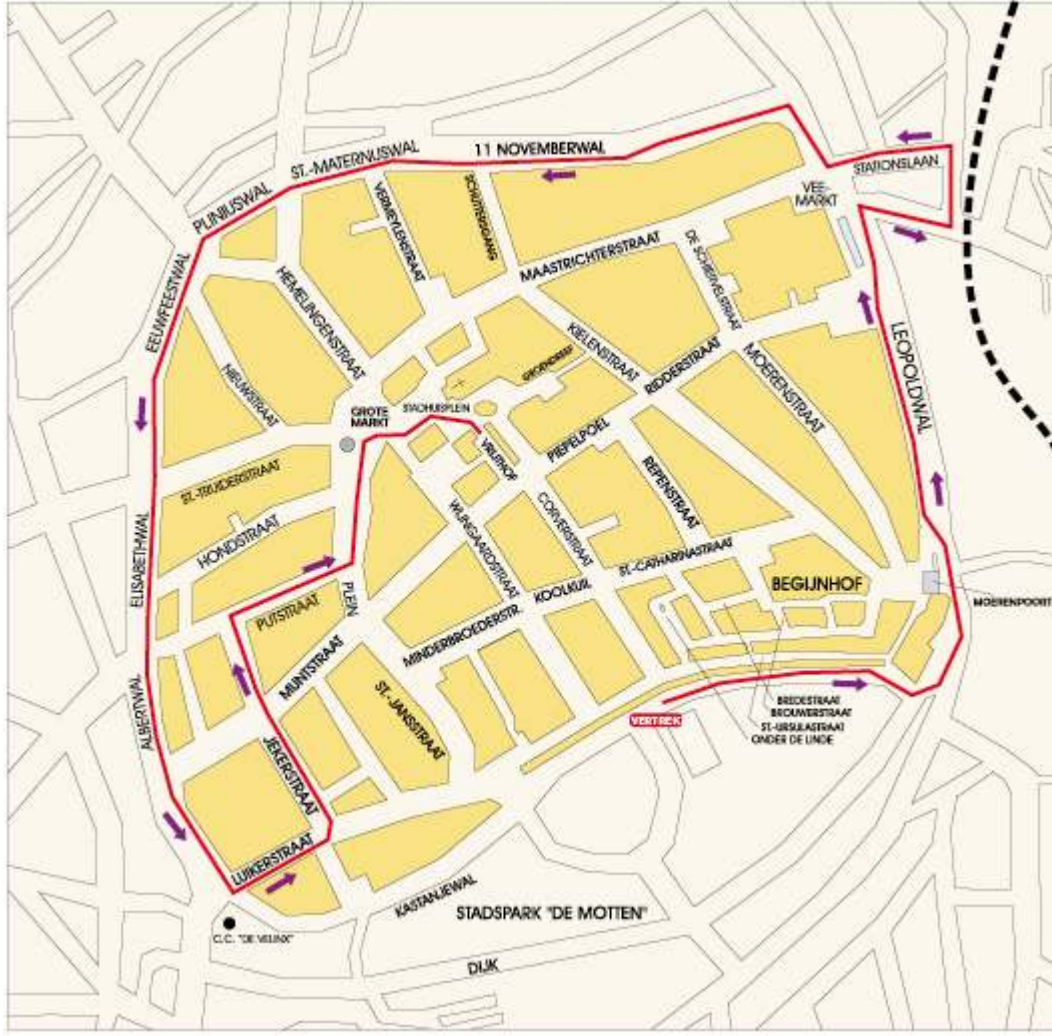 11 NOVEMBERWAL
ST.-MATERNUSWAL
STATIONSLAAN
VEE-
MARKT
PLINIUSWAL
VERMEYLENSTRAAT
SCHUTTERSGANG
MAASTRICHTERSTRAAT
DE SCHIERVELSTRAAT
EEUWFEESTWAL
HEMELINGENSTRAAT
KIELENSTRAAT
GROENDREEF
RIDDERSTRAAT
MOERENSTRAAT
LEOPOLDWAL
NIEUWSTRAAT
GROTE
MARKT
STADHUISPLEIN
VRIJTHOF
PIEPELPOEL
REPENSTRAAT
ST.-TRUIDERSTRAAT
HONDSTRAAT
WIJNGAARDSTRAAT
CORVERSTRAAT
ST.-CATHARINASTRAAT
ELISABETHWAL
PLEIN
PUTSTRAAT
KOOLKUIL
BEGIJNHOF
MOERENPOORT
MINDERBROEDERSTR.
MUNTSTRAAT
ST.-JANSSTRAAT
ALBERTWAL
JEKERSTRAAT
VERTREK
BREDESTRAAT
BROUWERSTRAAT
ST.-URSULASTRAAT
ONDER DE LINDE
LUIKERSTRAAT
KASTANJEWAL
STADSPARK "DE MOTTEN"
C.C. "DE VELINX"
DIJK